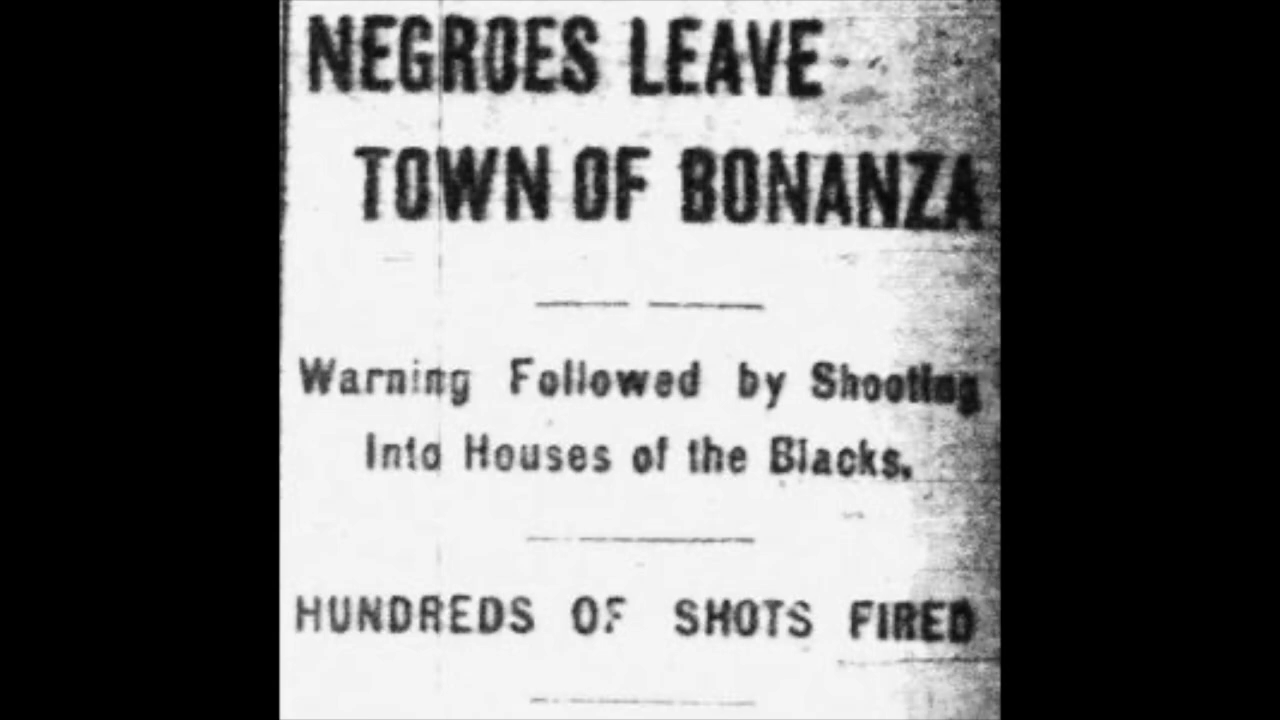 NEGROES LEAVE
TOWN OF BONANZA
Warning Followed by Shooting
Into Houses of the Blacks.
HUNDREDS OF SHOTS FIRED